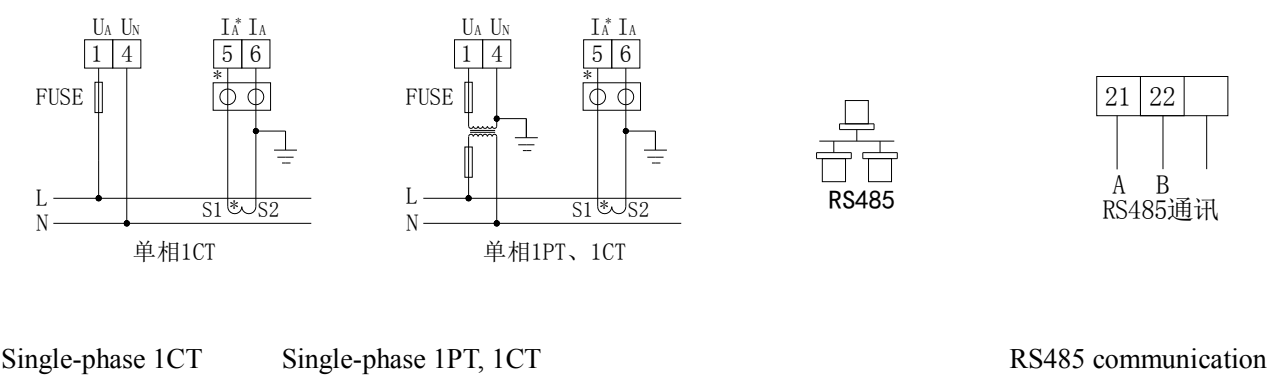 UA UN IA* IA
1 4 5 6
*
FUSE
L
S1 * S2
N
单相1CT
UA UN IA* IA
1 4 5 6
*
FUSE
L
S1 * S2
N
单相1PT、1CT
RS485
21 22
A B
RS485通讯
Single-phase 1CT Single-phase 1PT, 1CT RS485 communication